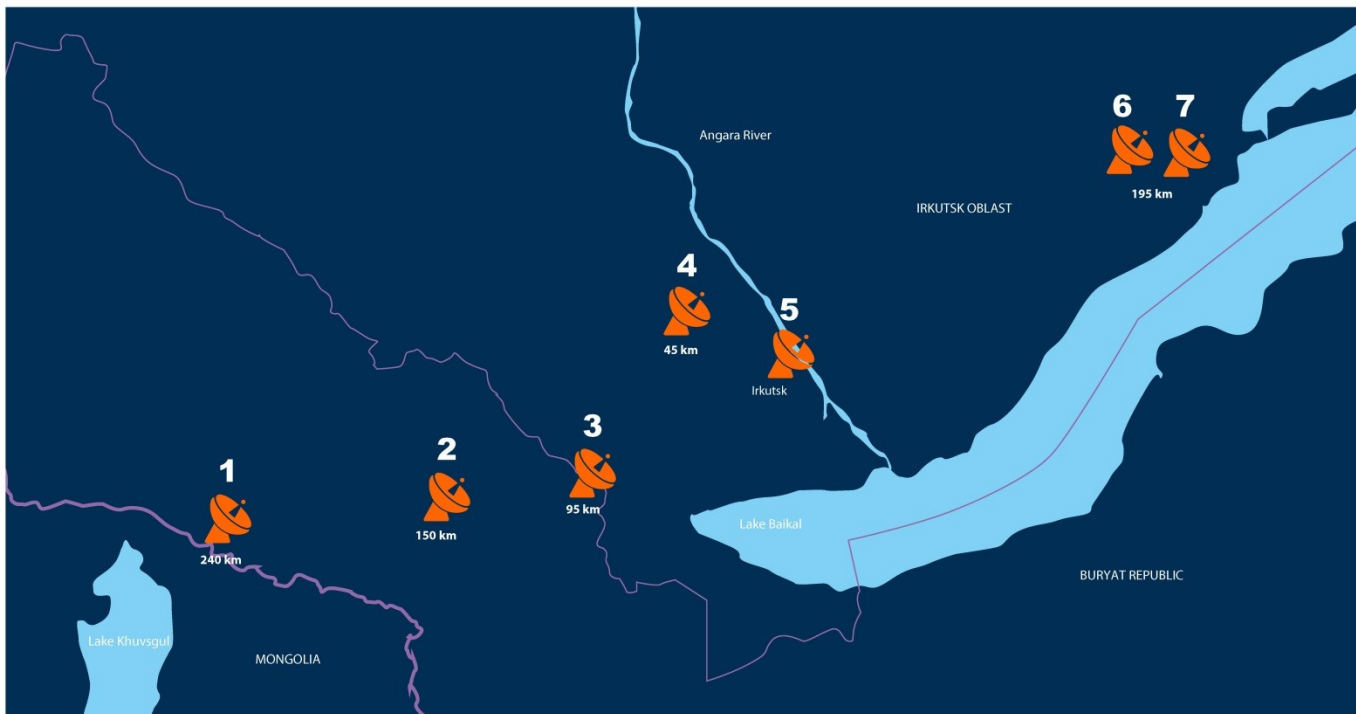 6
7
Angara River
195 km
IRKUTSK OBLAST
4
45 km
5
Irkutsk
3
95 km
2
150 km
1
240 km
Lake Baikal
BURYAT REPUBLIC
Lake Khuvsgul
MONGOLIA